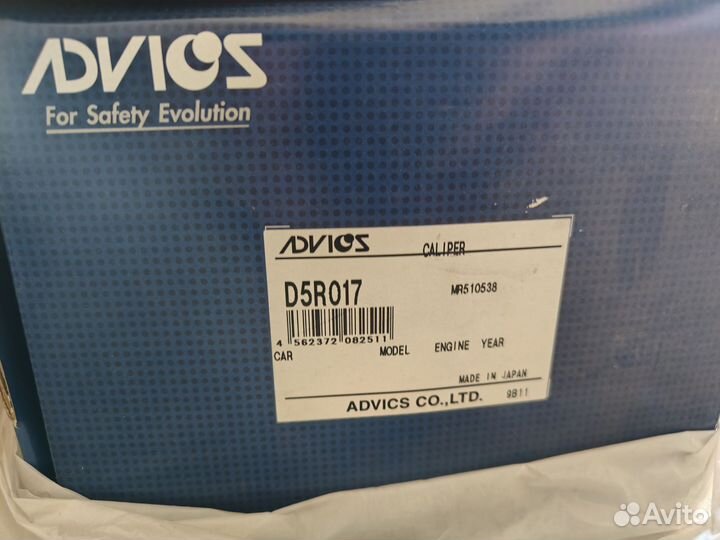 ADVICS
For Safety Evolution
ADVICS CALIPER
D5R017 MR510538
4 562372 082511
CAR MODEL ENGINE YEAR
MADE IN JAPAN
ADVICS CO.,LTD. 9B11
Avito